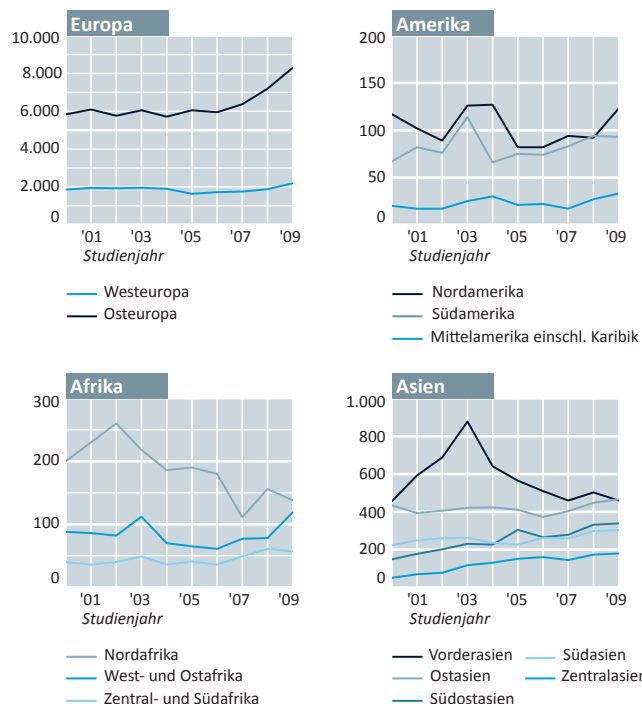 Europa
10.000
8.000
6.000
4.000
2.000
0
'01 '03 '05 '07 '09
Studienjahr
Westeuropa
Osteuropa
Amerika
200
150
100
50
0
'01 '03 '05 '07 '09
Studienjahr
Nordamerika
Südamerika
Mittelamerika einschl. Karibik
Afrika
300
200
100
0
'01 '03 '05 '07 '09
Studienjahr
Nordafrika
West- und Ostafrika
Zentral- und Südafrika
Asien
1.000
800
600
400
200
0
'01 '03 '05 '07 '09
Studienjahr
Vorderasien Südasien
Ostasien Zentralasien
Südostasien